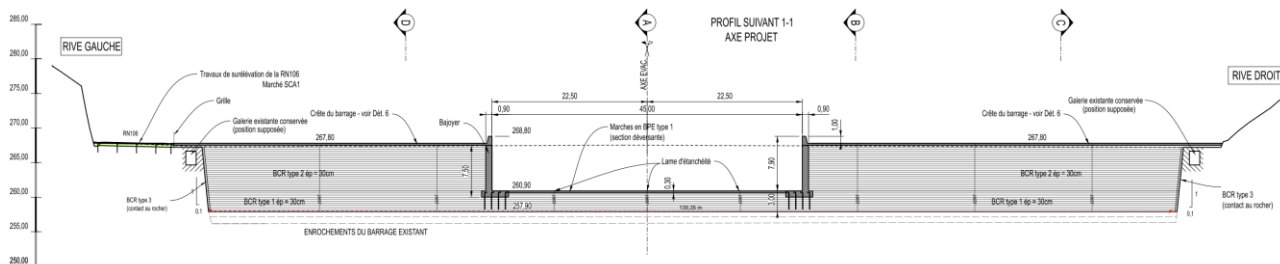 285,00
280,00
275,00
270,00
265,00
260,00
255,00
250,00
PROFIL SUIVANT 1-1
AXE PROJET
D
A
B
C
RIVE GAUCHE
RIVE DROIT
Travaux de surélévation de la RN106
Marché SCA1
Grille
RN106
Galerie existante conservée
(position supposée)
Crête du barrage - voir Dét. 6
267,80
Bajoyer
AXE EVAC.
22,50
22,50
45,00
0,90
0,90
268,80
Marches en BPE type 1
(section déversante)
Lame d'étanchéité
1,00
7,50
7,90
0,30
3,00
260,90
257,90
Crête du barrage - voir Dét. 6
267,80
Galerie existante conservée
(position supposée)
BCR type 2 ép = 30cm
BCR type 1 ép = 30cm
BCR type 2 ép = 30cm
BCR type 1 ép = 30cm
BCR type 3
(contact au rocher)
1
0,1
BCR type 3
(contact au rocher)
1
0,1
ENROCHEMENTS DU BARRAGE EXISTANT